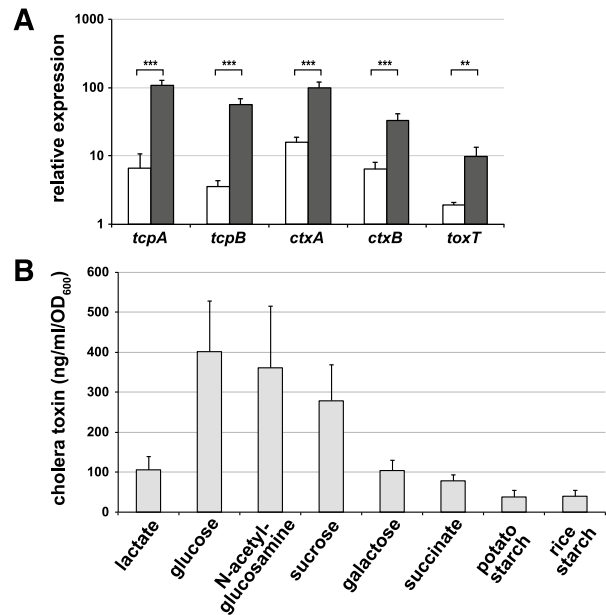 A
relative expression
1000
100
10
1
***
***
***
***
**
tcpA
tcpB
ctxA
ctxB
toxT
B
cholera toxin (ng/ml/OD600)
600
500
400
300
200
100
0
lactate
glucose
N-acetyl-
glucosamine
sucrose
galactose
succinate
potato
starch
rice
starch